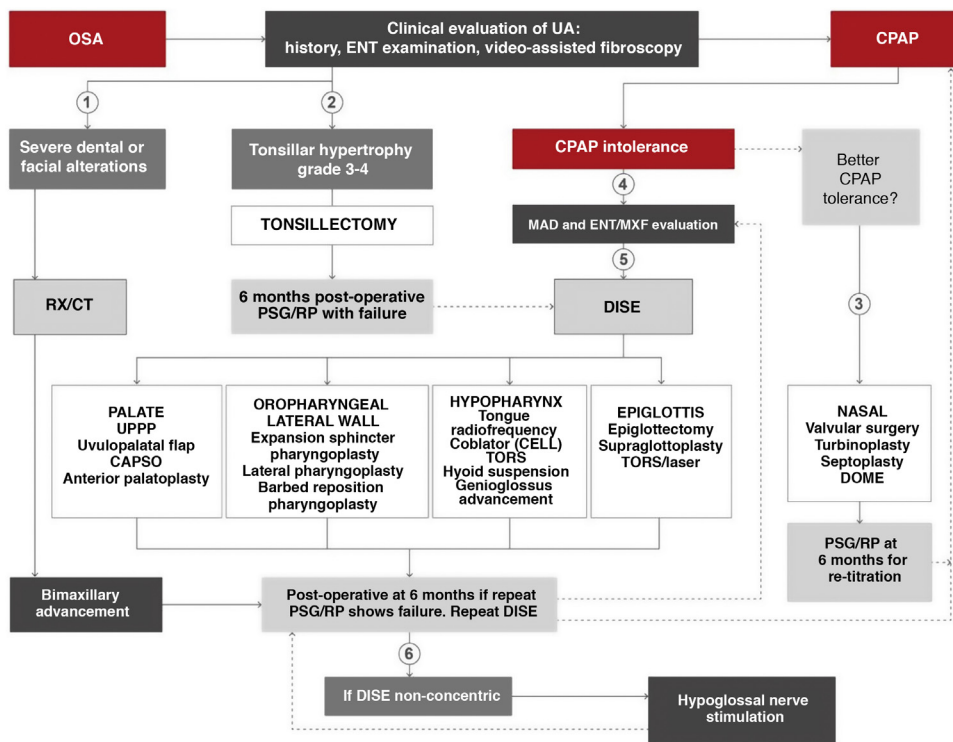 OSA
Clinical evaluation of UA:
history, ENT examination, video-assisted fibroscopy
CPAP
1
2
Severe dental or
facial alterations
Tonsillar hypertrophy
grade 3-4
CPAP intolerance
Better
CPAP
tolerance?
4
TONSILLECTOMY
MAD and ENT/MXF evaluation
5
3
RX/CT
6 months post-operative
PSG/RP with failure
DISE
PALATE
UPPP
Uvulopalatal flap
CAPSO
Anterior palatoplasty
OROPHARYNGEAL
LATERAL WALL
Expansion sphincter
pharyngoplasty
Lateral pharyngoplasty
Barbed reposition
pharyngoplasty
HYPOPHARYNX
Tongue
radiofrequency
Coblator (CELL)
TORS
Hyoid suspension
Genioglossus
advancement
EPIGLOTTIS
Epiglottectomy
Supraglottoplasty
TORS/laser
NASAL
Valvular surgery
Turbinoplasty
Septoplasty
DOME
PSG/RP at
6 months for
re-titration
Bimaxillary
advancement
Post-operative at 6 months if repeat
PSG/RP shows failure. Repeat DISE
6
If DISE non-concentric
Hypoglossal nerve
stimulation